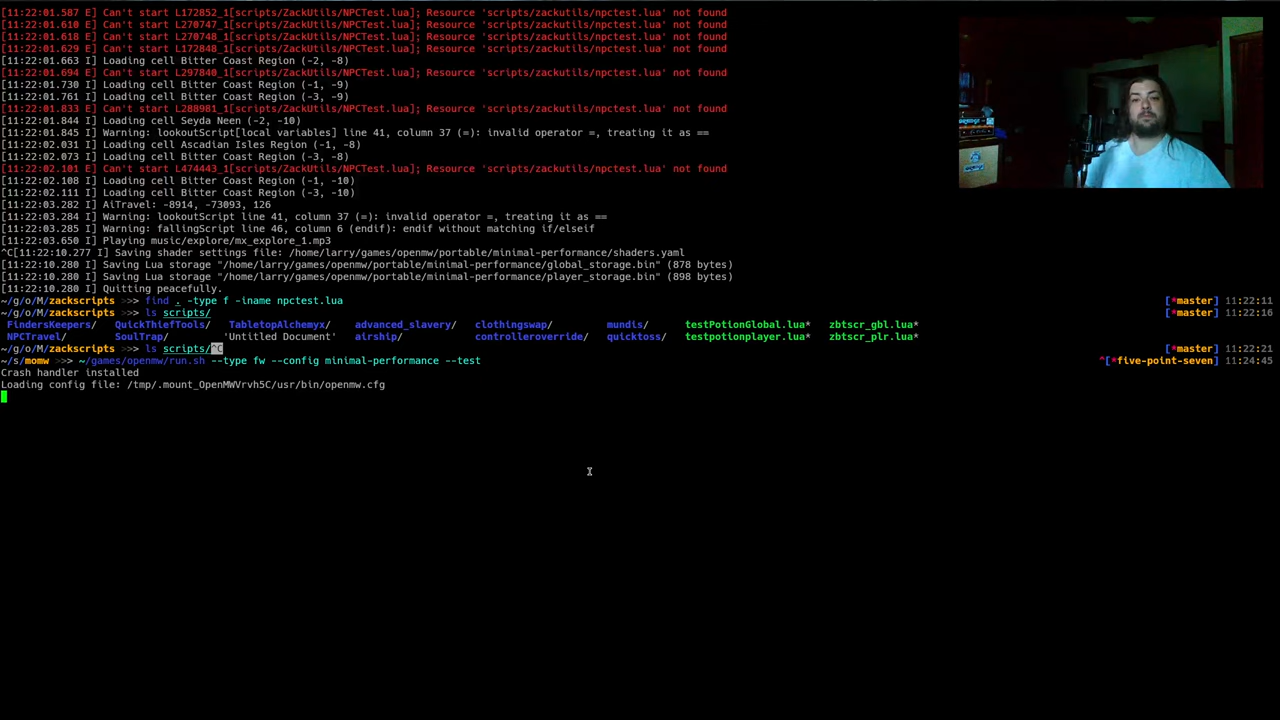 [11:22:01.587 E] Can't start L172852_1[scripts/ZackUtils/NPCTest.lua]; Resource 'scripts/zackutils/npctest.lua' not found
[11:22:01.610 E] Can't start L270747_1[scripts/ZackUtils/NPCTest.lua]; Resource 'scripts/zackutils/npctest.lua' not found
[11:22:01.618 E] Can't start L270748_1[scripts/ZackUtils/NPCTest.lua]; Resource 'scripts/zackutils/npctest.lua' not found
[11:22:01.629 E] Can't start L172848_1[scripts/ZackUtils/NPCTest.lua]; Resource 'scripts/zackutils/npctest.lua' not found
[11:22:01.663 I] Loading cell Bitter Coast Region (-2, -8)
[11:22:01.694 E] Can't start L297840_1[scripts/ZackUtils/NPCTest.lua]; Resource 'scripts/zackutils/npctest.lua' not found
[11:22:01.730 I] Loading cell Bitter Coast Region (-1, -9)
[11:22:01.761 I] Loading cell Bitter Coast Region (-3, -9)
[11:22:01.833 E] Can't start L288981_1[scripts/ZackUtils/NPCTest.lua]; Resource 'scripts/zackutils/npctest.lua' not found
[11:22:01.844 I] Loading cell Seyda Neen (-2, -10)
[11:22:01.845 I] Warning: lookoutScript[local variables] line 41, column 37 (=): invalid operator =, treating it as ==
[11:22:02.031 I] Loading cell Ascadian Isles Region (-1, -8)
[11:22:02.073 I] Loading cell Bitter Coast Region (-3, -8)
[11:22:02.101 E] Can't start L474443_1[scripts/ZackUtils/NPCTest.lua]; Resource 'scripts/zackutils/npctest.lua' not found
[11:22:02.108 I] Loading cell Bitter Coast Region (-1, -10)
[11:22:02.111 I] Loading cell Bitter Coast Region (-3, -10)
[11:22:03.282 I] AiTravel: -8914, -73093, 126
[11:22:03.284 I] Warning: lookoutScript line 41, column 37 (=): invalid operator =, treating it as ==
[11:22:03.285 I] Warning: fallingScript line 46, column 6 (endif): endif without matching if/elseif
[11:22:03.650 I] Playing music/explore/mx_explore_1.mp3
^C[11:22:10.277 I] Saving shader settings file: /home/larry/games/openmw/portable/minimal-performance/shaders.yaml
[11:22:10.280 I] Saving Lua storage "/home/larry/games/openmw/portable/minimal-performance/global_storage.bin" (878 bytes)
[11:22:10.280 I] Saving Lua storage "/home/larry/games/openmw/portable/minimal-performance/player_storage.bin" (898 bytes)
[11:22:10.280 I] Quitting peacefully.
~/g/o/M/zackscripts >>> find . -type f -iname npctest.lua [*master] 11:22:11
~/g/o/M/zackscripts >>> ls scripts/ [*master] 11:22:16
FindersKeepers/ QuickThiefTools/ TabletopAlchemyx/ advanced_slavery/ clothingswap/ mundis/ testPotionGlobal.lua* zbtscr_gbl.lua*
NPCTravel/ SoulTrap/ 'Untitled Document' airship/ controlleroverride/ quicktoss/ testpotionplayer.lua* zbtscr_plr.lua*
~/g/o/M/zackscripts >>> ls scripts/^C [*master] 11:22:21
~/S/momw >>> ~/games/openmw/run.sh --type fw --config minimal-performance --test ^[*five-point-seven] 11:24:45
Crash handler installed
Loading config file: /tmp/.mount_OpenMWVrvh5C/usr/bin/openmw.cfg